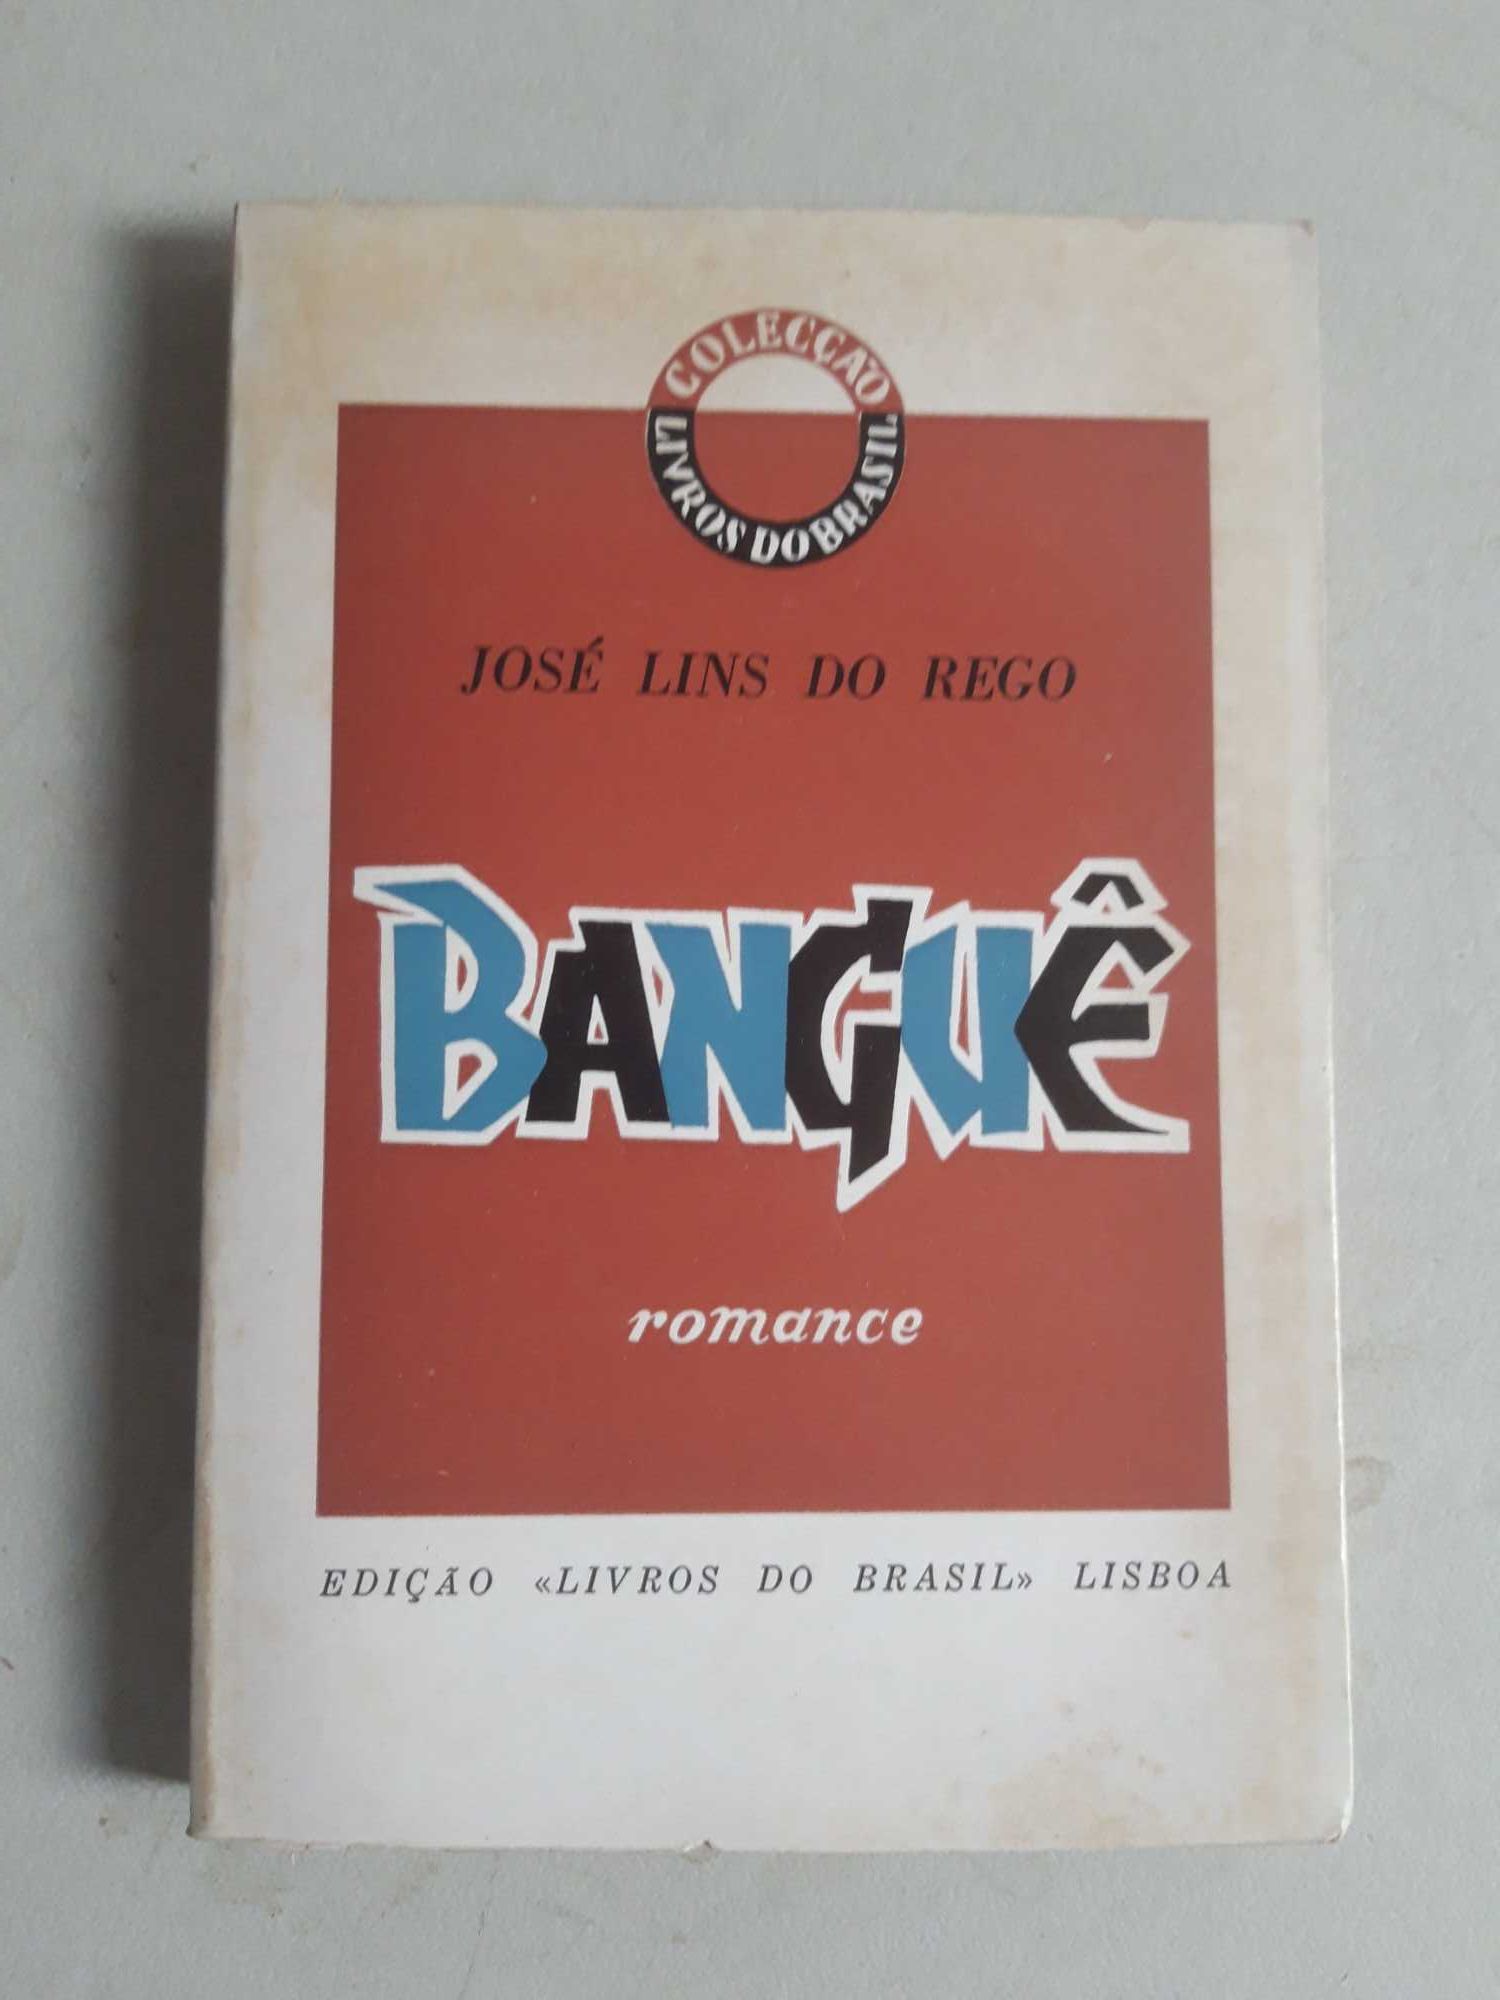 COLECÇÃO
LIVROS DO BRASIL
JOSÉ LINS DO REGO
BANGUÊ
romance
EDIÇÃO «LIVROS DO BRASIL» LISBOA